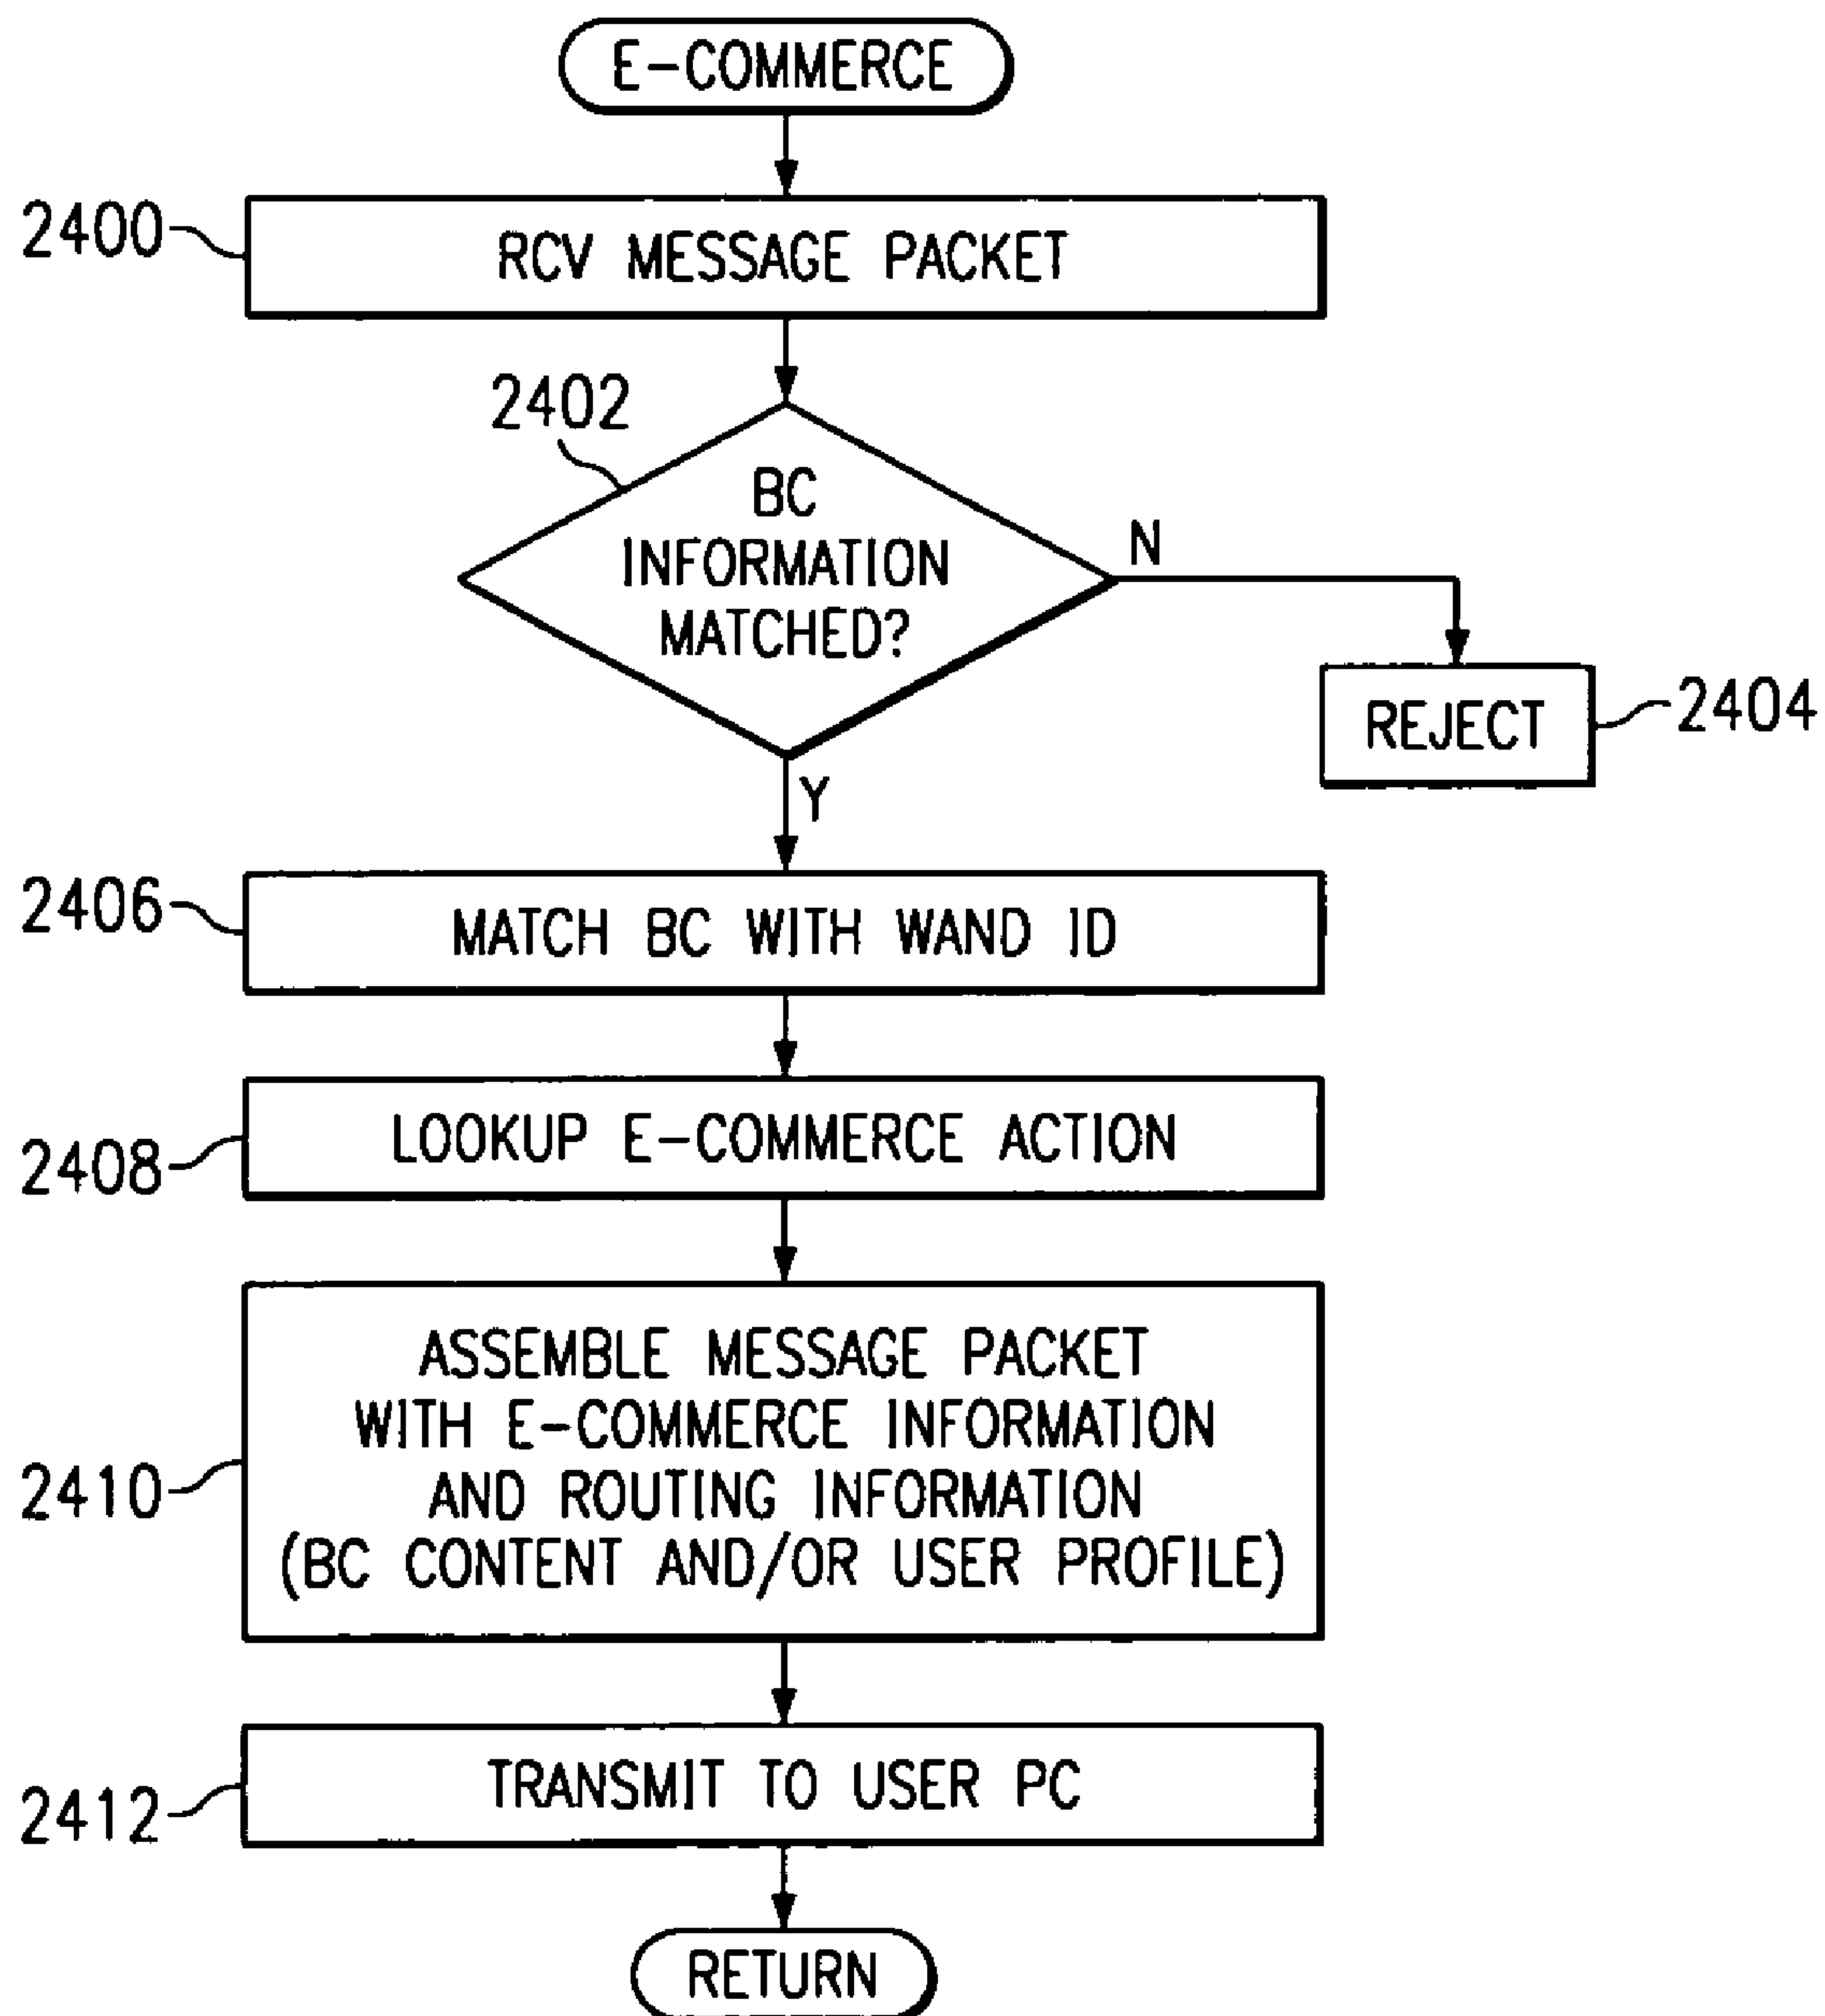 E-COMMERCE
2400
RCV MESSAGE PACKET
2402
BC
INFORMATION
MATCHED?
N
REJECT
2404
Y
2406
MATCH BC WITH WAND ID
2408
LOOKUP E-COMMERCE ACTION
2410
ASSEMBLE MESSAGE PACKET
WITH E-COMMERCE INFORMATION
AND ROUTING INFORMATION
(BC CONTENT AND/OR USER PROFILE)
2412
TRANSMIT TO USER PC
RETURN